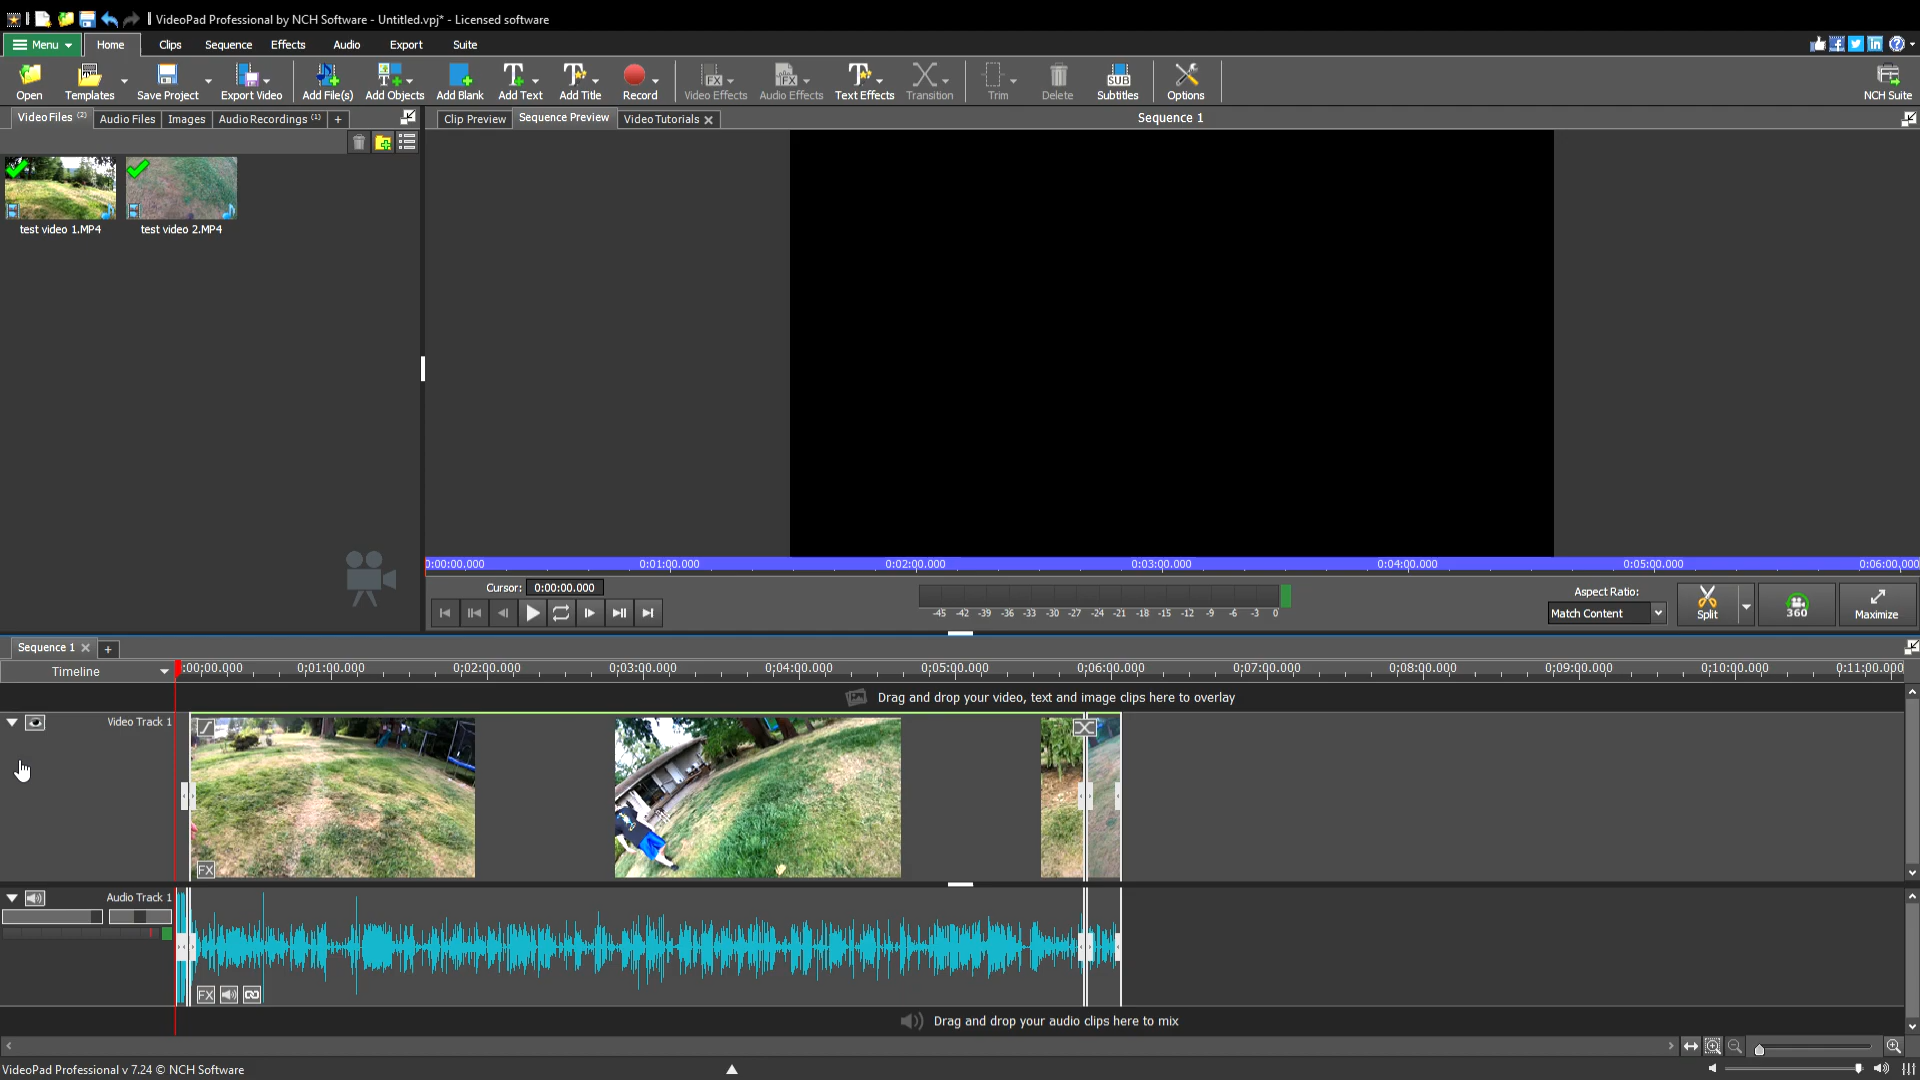 VideoPad Professional by NCH Software - Untitled.vpj* - Licensed software
Menu Home Clips Sequence Effects Audio Export Suite
Open Templates Save Project Export Video Add File(s) Add Objects Add Blank Add Text Add Title Record Video Effects Audio Effects Text Effects Transition Trim Delete Subtitles Options NCH Suite
Video Files (2) Audio Files Images Audio Recordings (1) + Clip Preview Sequence Preview Video Tutorials Sequence 1
test video 1.MP4 test video 2.MP4
0:00:00.000 0:01:00.000 0:02:00.000 0:03:00.000 0:04:00.000 0:05:00.000 0:06:00.000
Cursor: 0:00:00.000
Aspect Ratio:
-45 -42 -39 -36 -33 -30 -27 -24 -21 -18 -15 -12 -9 -6 -3 0
Match Content Split 360 Maximize
Sequence 1 +
Timeline :00:00.000 0;01:00.000 0;02:00.000 0;03:00.000 0;04:00.000 0;05:00.000 0;06:00.000 0;07:00.000 0;08:00.000 0;09:00.000 0;10:00.000 0;11:00.000
Drag and drop your video, text and image clips here to overlay
Video Track 1
FX
Audio Track 1
FX
Drag and drop your audio clips here to mix
VideoPad Professional v 7.24 © NCH Software